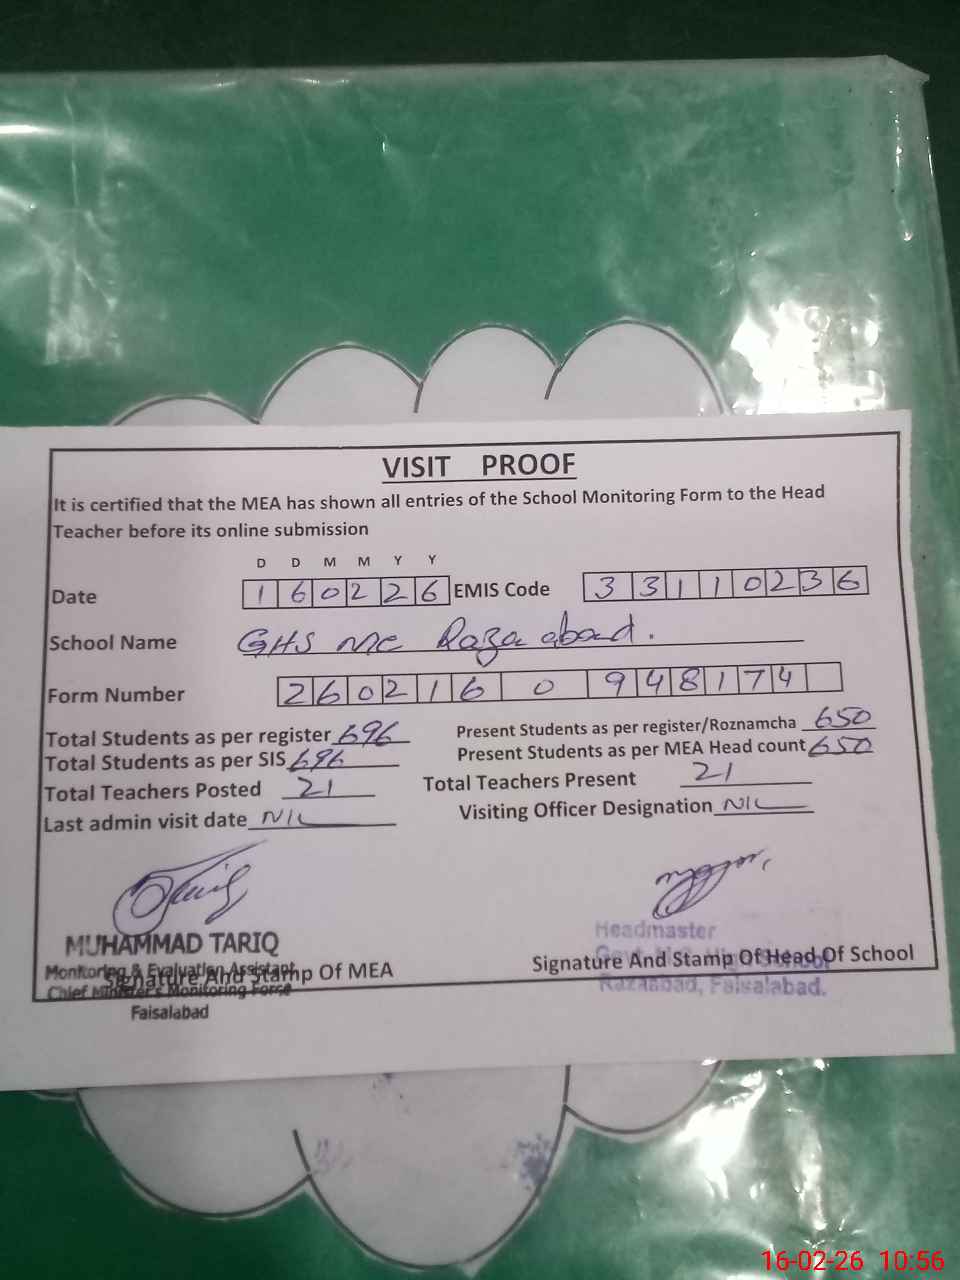 VISIT PROOF
It is certified that the MEA has shown all entries of the School Monitoring Form to the Head
Teacher before its online submission
D D M M Y Y
Date 1 6 0 2 2 6 EMIS Code 3 3 1 1 0 2 3 6
School Name GHS MC Raza abad.
Form Number 2 6 0 2 1 6 0 9 4 8 1 7 4
Total Students as per register 696 Present Students as per register/Roznamcha 650
Total Students as per SIS 696 Present Students as per MEA Head count 650
Total Teachers Posted 21 Total Teachers Present 21
Last admin visit date NIL Visiting Officer Designation NIL
MUHAMMAD TARIQ
Monitoring & Evaluation Assistant
Signature And Stamp Of MEA
Chief Minister's Monitoring Force
Faisalabad
Headmaster
Signature And Stamp Of Head Of School
Razaabad, Faisalabad.
16-02-26 10:56